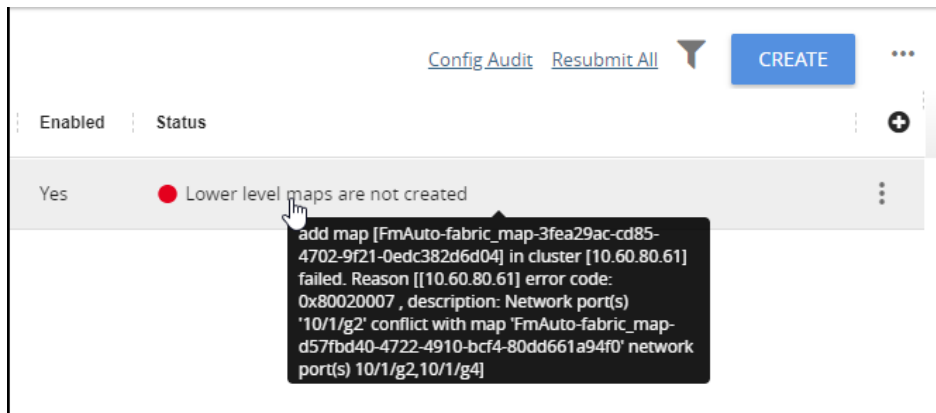 Config Audit Resubmit All CREATE
Enabled Status
Yes Lower level maps are not created
add map [FmAuto-fabric_map-3fea29ac-cd85-
4702-9f21-0edc382d6d04] in cluster [10.60.80.61]
failed. Reason [[10.60.80.61] error code:
0x80020007 , description: Network port(s)
'10/1/g2' conflict with map 'FmAuto-fabric_map-
d57fbd40-4722-4910-bcf4-80dd661a94f0' network
port(s) 10/1/g2,10/1/g4]